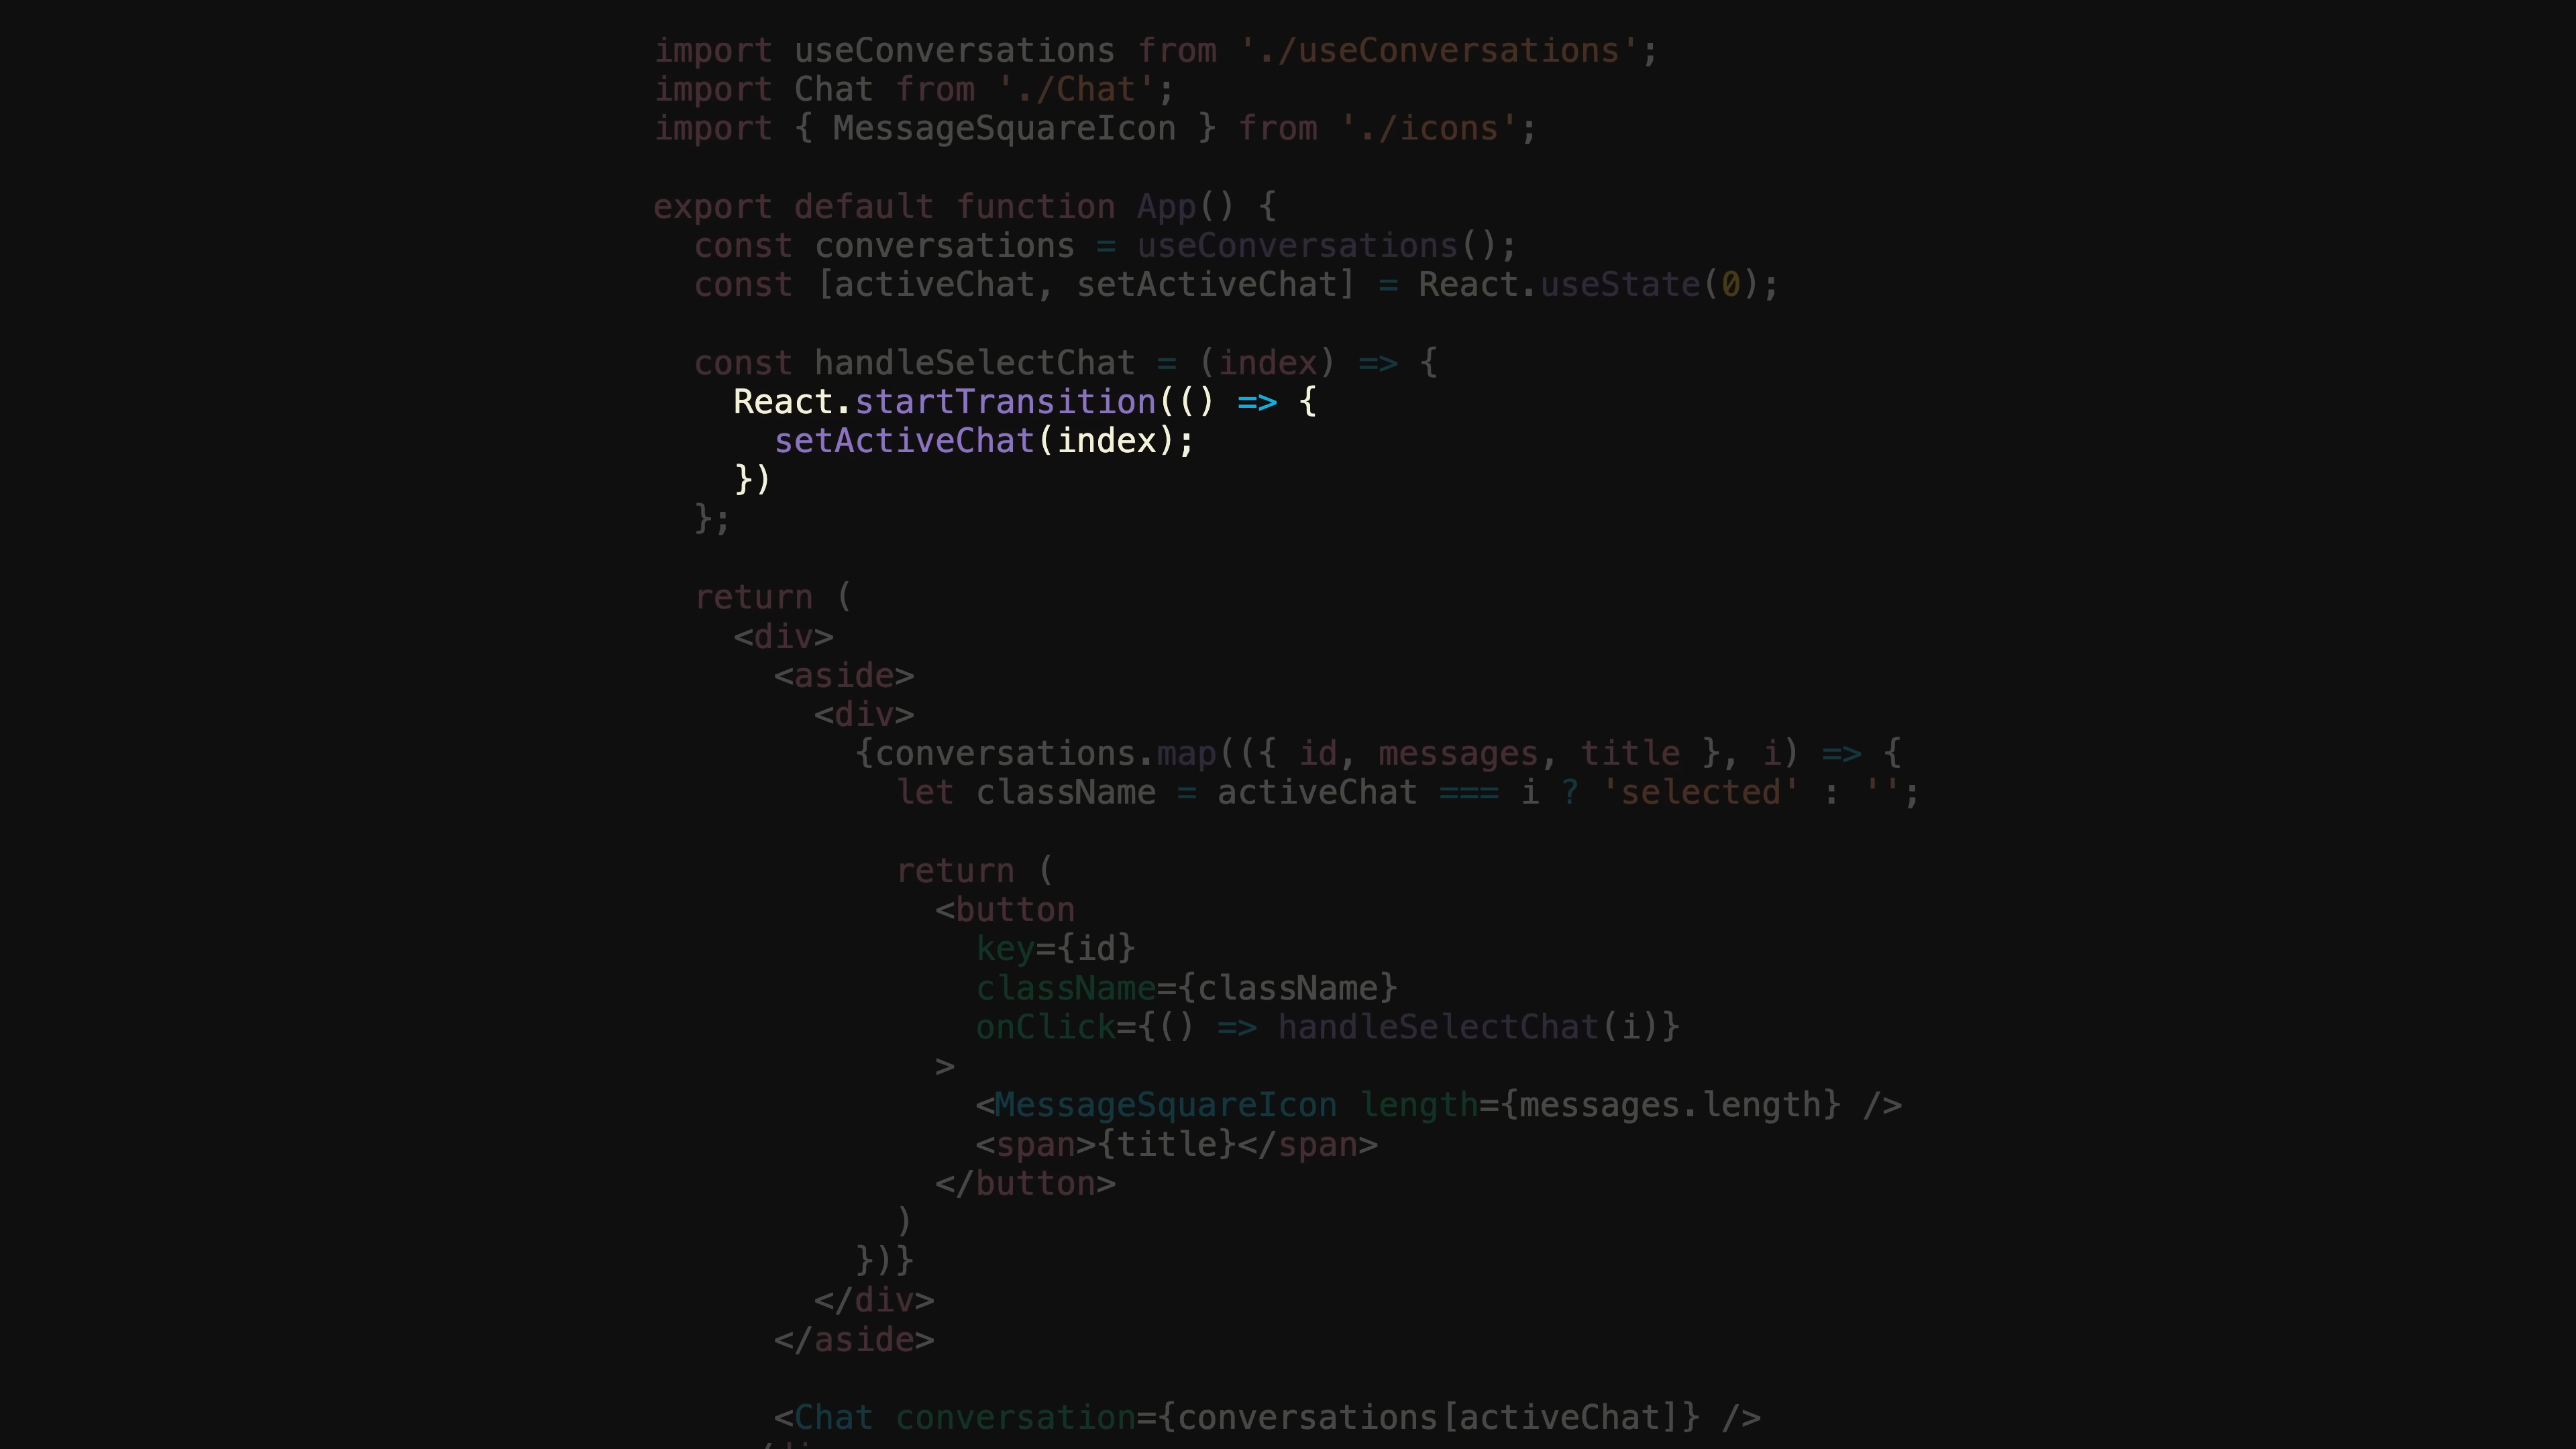 import useConversations from './useConversations';
import Chat from './Chat';
import { MessageSquareIcon } from './icons';
export default function App() {
const conversations = useConversations();
const [activeChat, setActiveChat] = React.useState(0);
const handleSelectChat = (index) => {
React.startTransition(() => {
setActiveChat(index);
})
};
return (
<div>
<aside>
<div>
{conversations.map(({ id, messages, title }, i) => {
let className = activeChat === i ? 'selected' : '';
return (
<button
key={id}
className={className}
onClick={() => handleSelectChat(i)}
>
<MessageSquareIcon length={messages.length} />
<span>{title}</span>
</button>
)
})}
</div>
</aside>
<Chat conversation={conversations[activeChat]} />